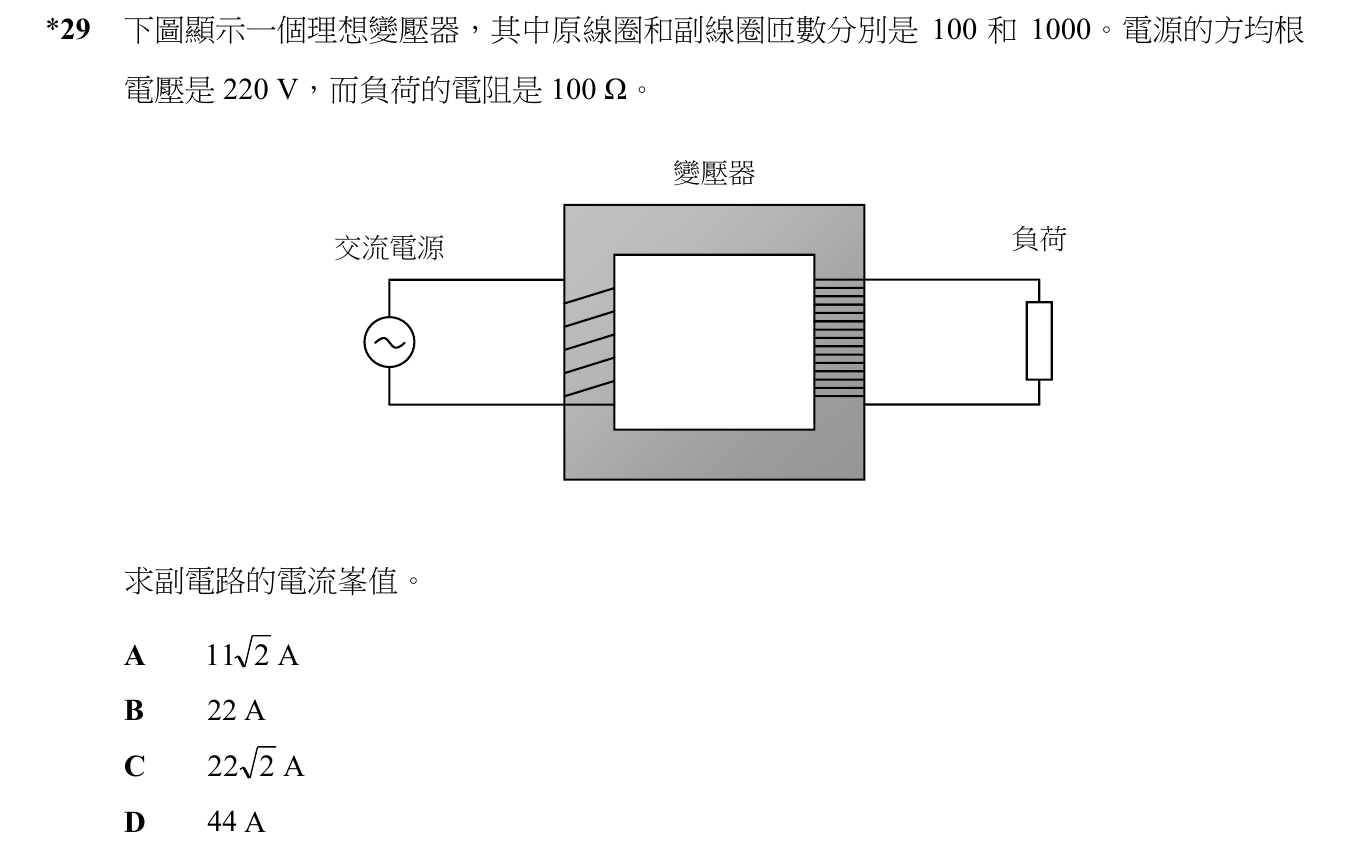 *29 下圖顯示一個理想變壓器，其中原線圈和副線圈匝數分別是 100 和 1000。電源的方均根
電壓是 220 V，而負荷的電阻是 100 Ω。
變壓器
交流電源
負荷
求副電路的電流峯值。
A 11√2 A
B 22 A
C 22√2 A
D 44 A